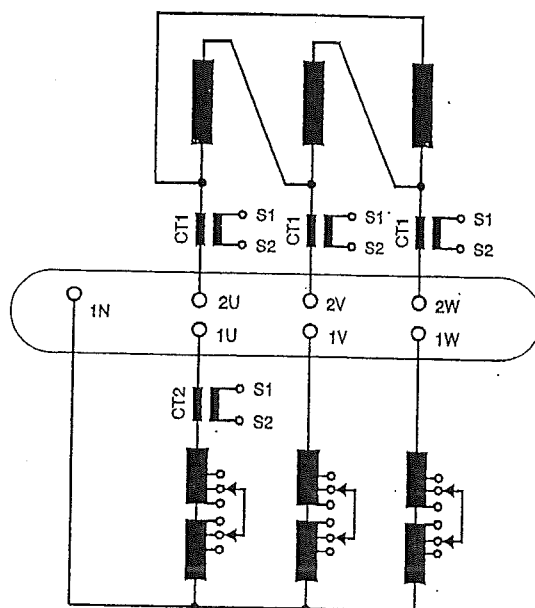 CT1 S1 CT1 S1 CT1 S1
S2 S2 S2
1N 2U 2V 2W
1U 1V 1W
CT2 S1
S2